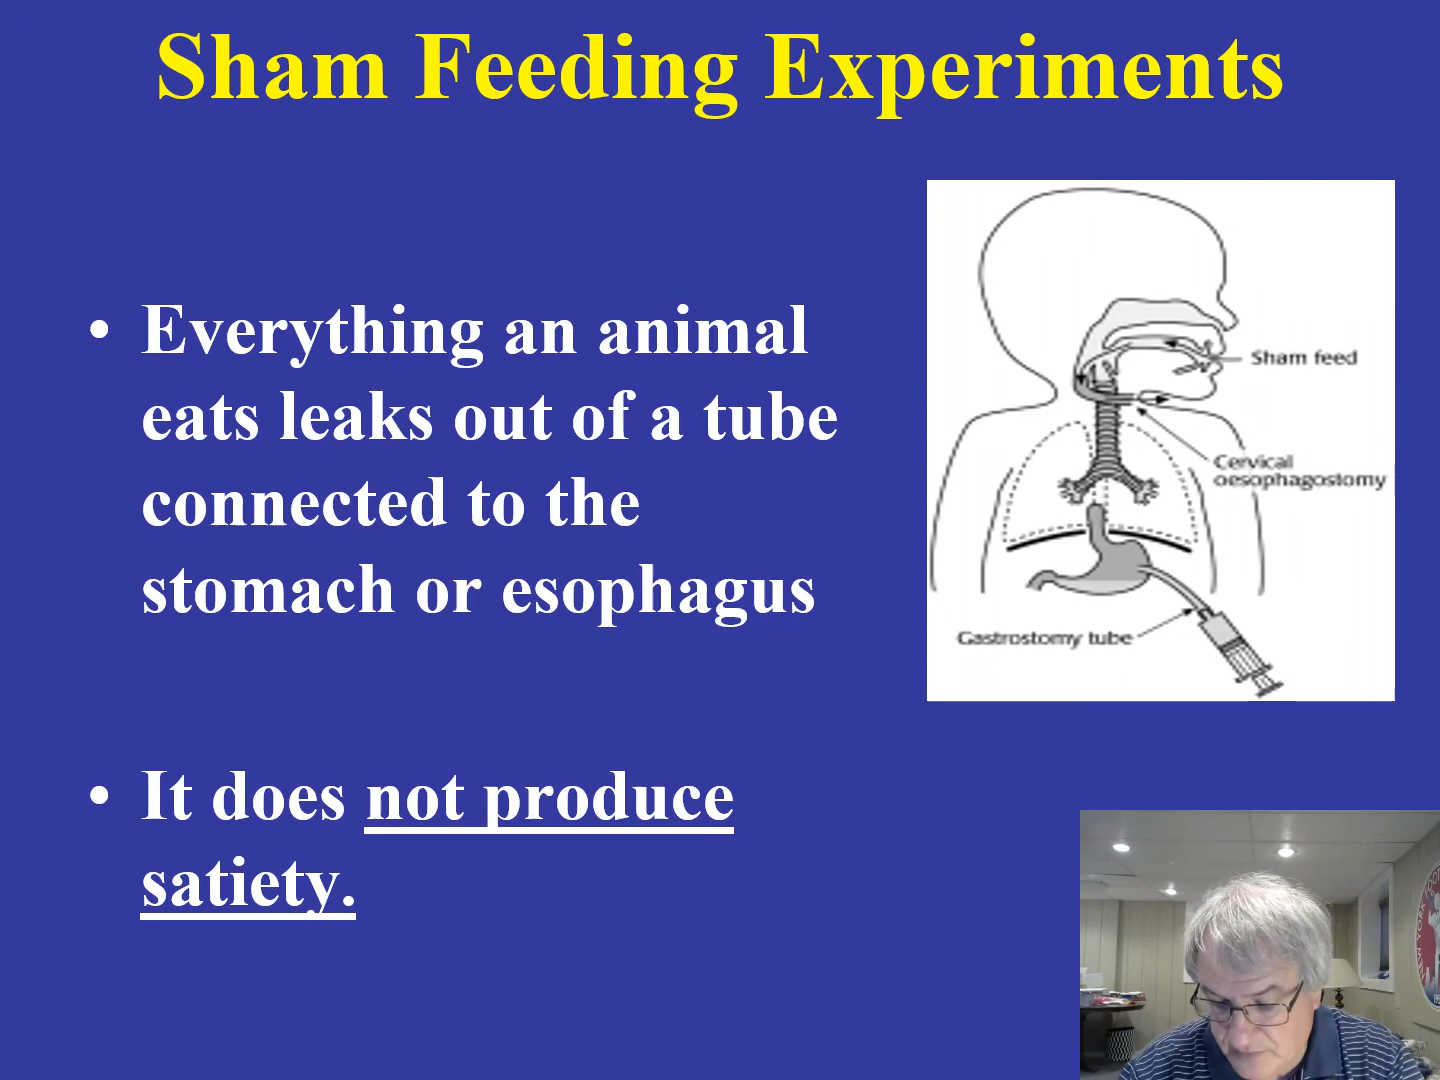 Sham Feeding Experiments
• Everything an animal
eats leaks out of a tube
connected to the
stomach or esophagus
• It does not produce
satiety.
Sham feed
Cervical
oesophagostomy
Gastrostomy tube